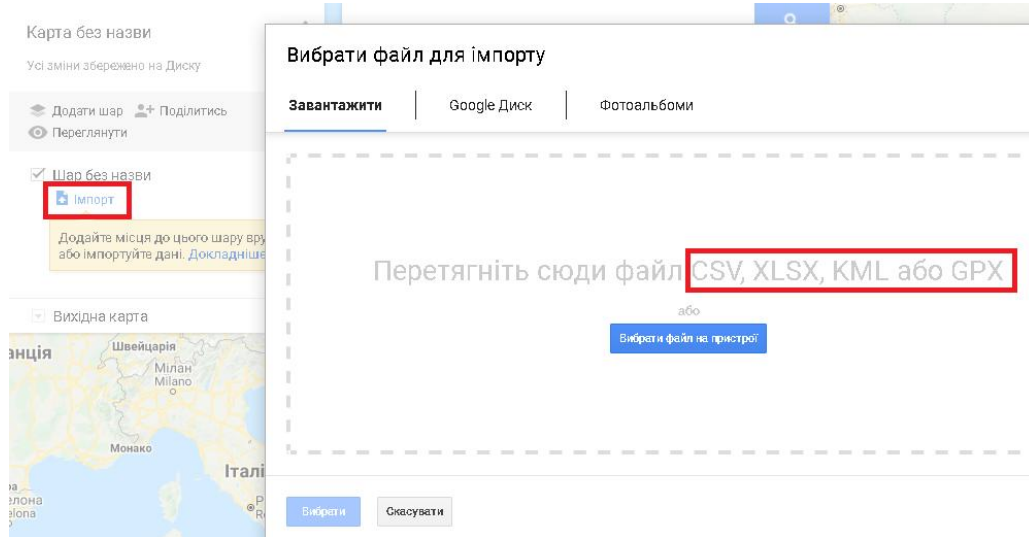 Карта без назви
Усі зміни збережено на Диску
Додати шар Поділитись
Переглянути
Шар без назви
Імпорт
Додайте місця до цього шару вру
або імпортуйте дані. Докладніше
Вихідна карта
Вибрати файл для імпорту
Завантажити Google Диск Фотоальбоми
Перетягніть сюди файл CSV, XLSX, KML або GPX
або
Вибрати файл на пристрої
Вибрати Скасувати
анція
Швейцарія
Мілан
Milano
Монако
Італі
елона
elona